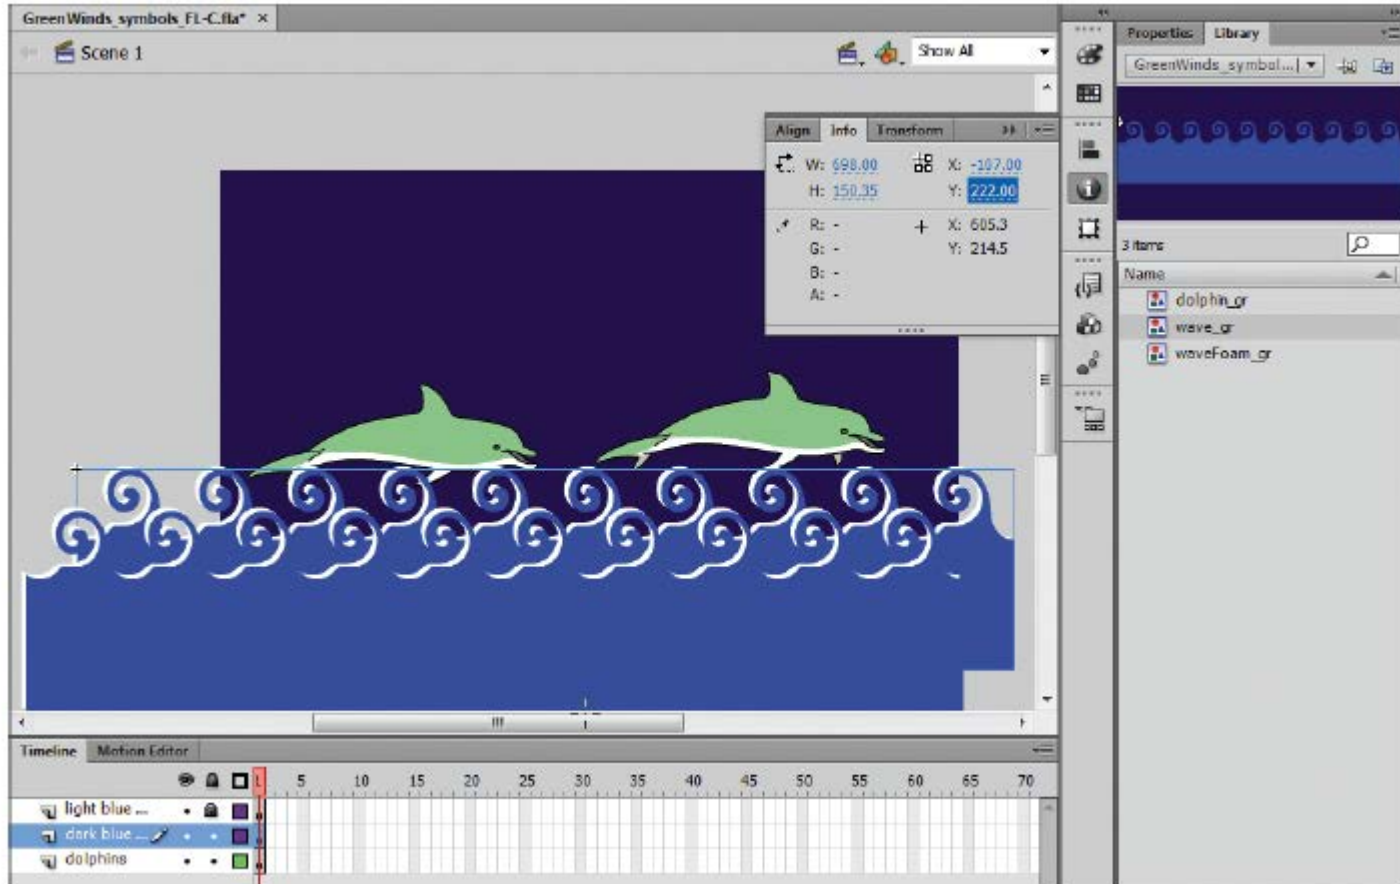 GreenWinds_symbols_FL-C.fla* ×
Scene 1
Show All
Align Info Transform
W: 698.00 X: -107.00
H: 150.35 Y: 222.00
R: - X: 605.3
G: - Y: 214.5
B: -
A: -
Properties Library
GreenWinds_symbol...
3 items
Name
dolphin_gr
wave_gr
waveFoam_gr
Timeline Motion Editor
1 5 10 15 20 25 30 35 40 45 50 55 60 65 70
light blue ...
dark blue ...
dolphins